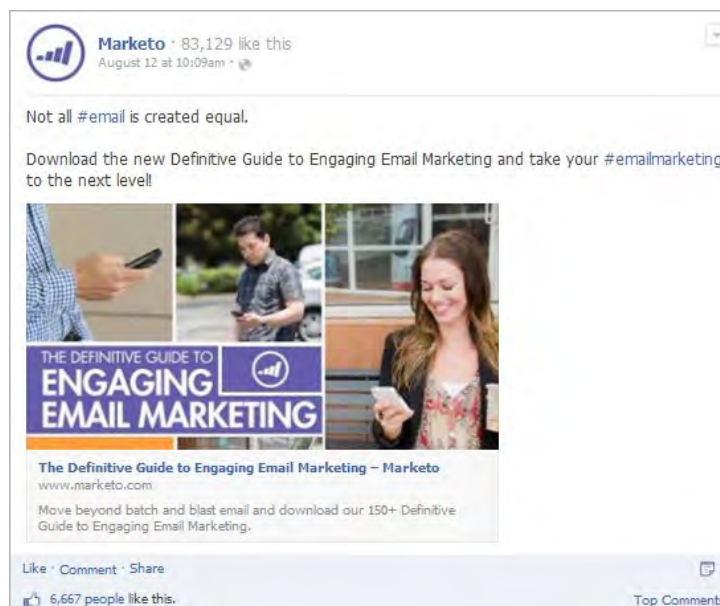 Marketo · 83,129 like this
August 12 at 10:09am ·
Not all #email is created equal.
Download the new Definitive Guide to Engaging Email Marketing and take your #emailmarketing
to the next level!
THE DEFINITIVE GUIDE TO
ENGAGING
EMAIL MARKETING
The Definitive Guide to Engaging Email Marketing – Marketo
www.marketo.com
Move beyond batch and blast email and download our 150+ Definitive
Guide to Engaging Email Marketing.
Like · Comment · Share
6,667 people like this.
Top Comments